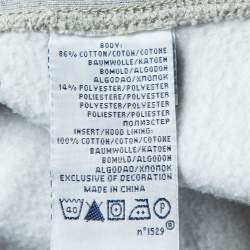 BODY:
86% COTTON/COTON/COTONE
BAUMWOLLE/KATOEN
BOMULD/ALGODON
ALGODAO/ХЛОПОК
14% POLYESTER/POLYESTER
POLIESTERE/POLYESTER
POLYESTER/POLYESTER
POLIESTER/POLIESTER
ПОЛИЭСТЕР
INSERT/HOOD LINING:
100% COTTON/COTON/COTONE
BAUMWOLLE/KATOEN
BOMULD/ALGODON
ALGODAO/ХЛОПОК
EXCLUSIVE OF DECORATION
MADE IN CHINA
40 P
n°1529 ®